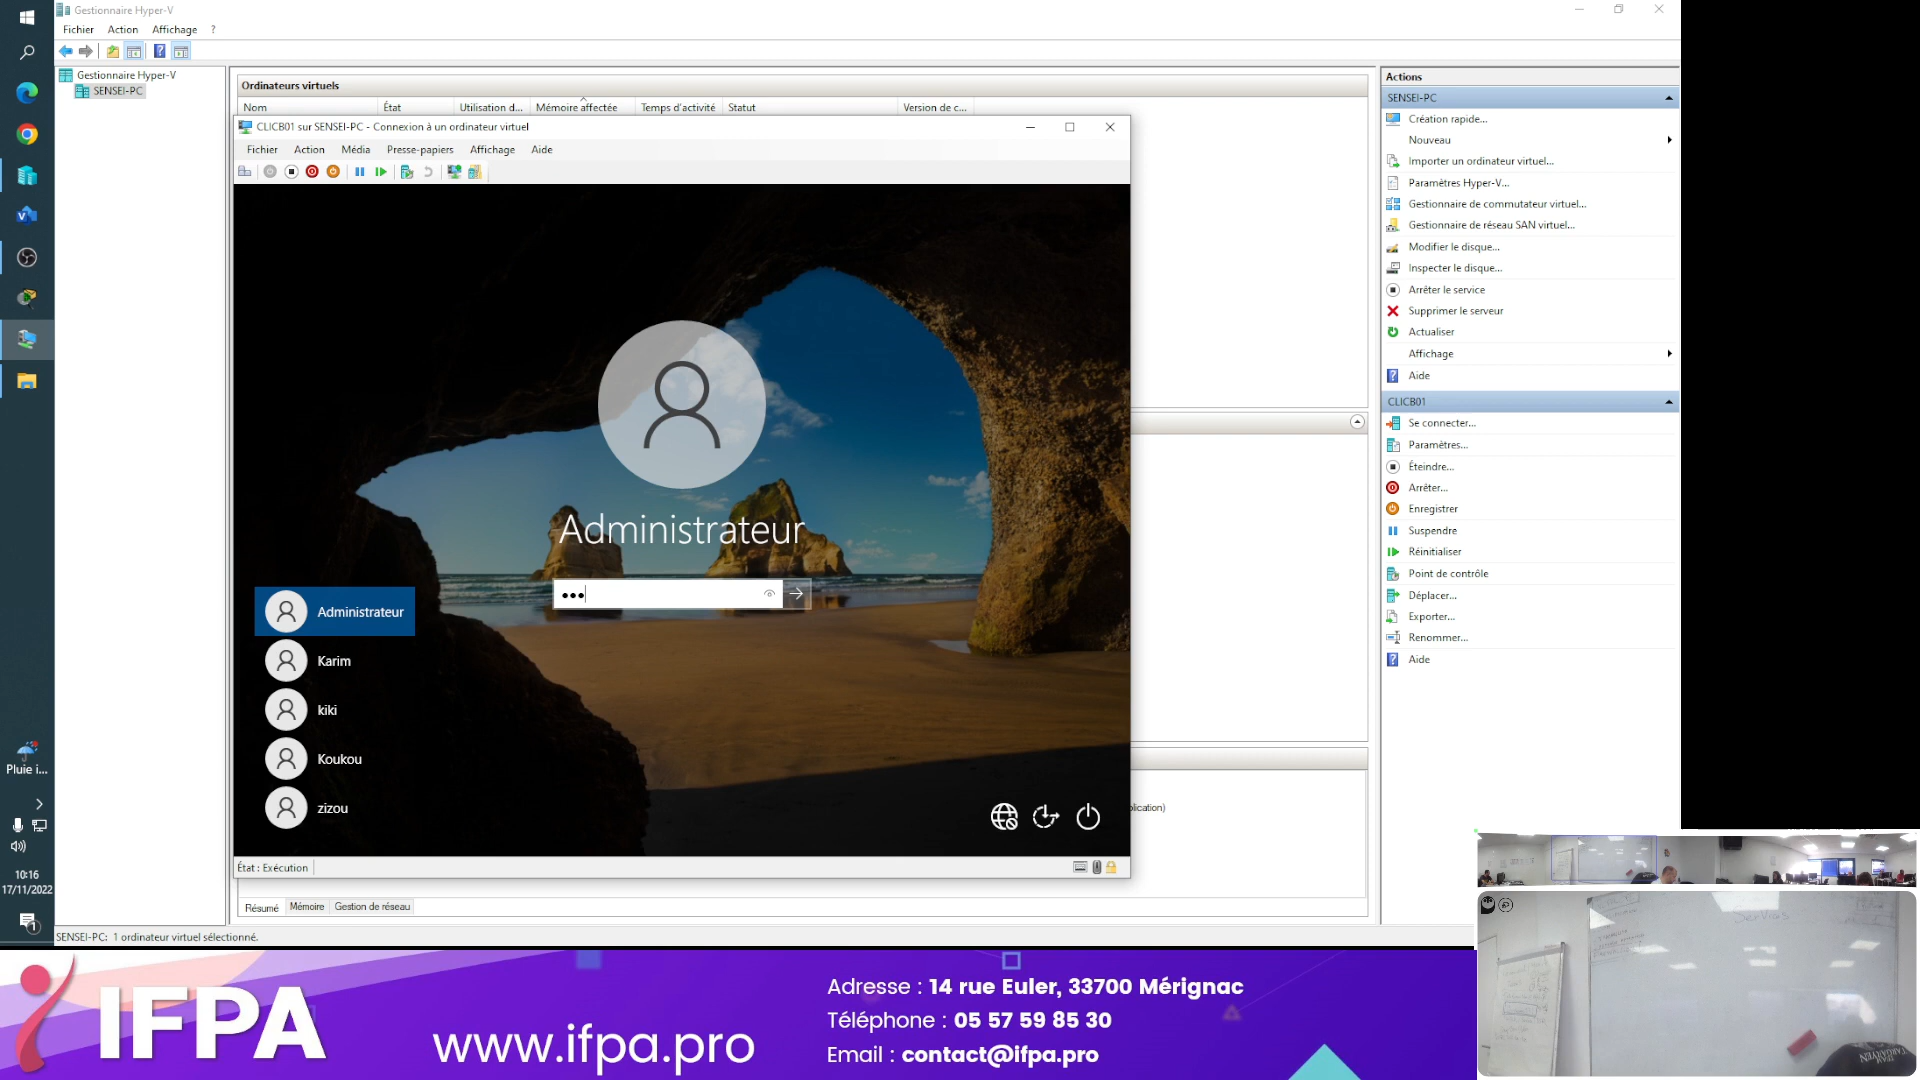 Gestionnaire Hyper-V
Fichier Action Affichage ?
Gestionnaire Hyper-V
SENSEI-PC
Ordinateurs virtuels
Nom État Utilisation d... Mémoire affectée Temps d'activité Statut Version de c...
CLICB01 sur SENSEI-PC - Connexion à un ordinateur virtuel
Fichier Action Média Presse-papiers Affichage Aide
Administrateur
Administrateur
Karim
kiki
Koukou
zizou
État : Exécution
plication)
Résumé Mémoire Gestion de réseau
SENSEI-PC: 1 ordinateur virtuel sélectionné.
Actions
SENSEI-PC
Création rapide...
Nouveau
Importer un ordinateur virtuel...
Paramètres Hyper-V...
Gestionnaire de commutateur virtuel...
Gestionnaire de réseau SAN virtuel...
Modifier le disque...
Inspecter le disque...
Arrêter le service
Supprimer le serveur
Actualiser
Affichage
Aide
CLICB01
Se connecter...
Paramètres...
Éteindre...
Arrêter...
Enregistrer
Suspendre
Réinitialiser
Point de contrôle
Déplacer...
Exporter...
Renommer...
Aide
Pluie i...
10:16
17/11/2022
1
IFPA
www.ifpa.pro
Adresse : 14 rue Euler, 33700 Mérignac
Téléphone : 05 57 59 85 30
Email : contact@ifpa.pro